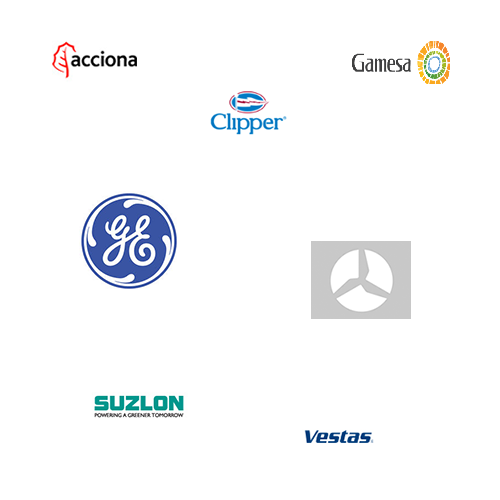 acciona
Gamesa
Clipper®
GE
SUZLON
POWERING A GREENER TOMORROW
Vestas